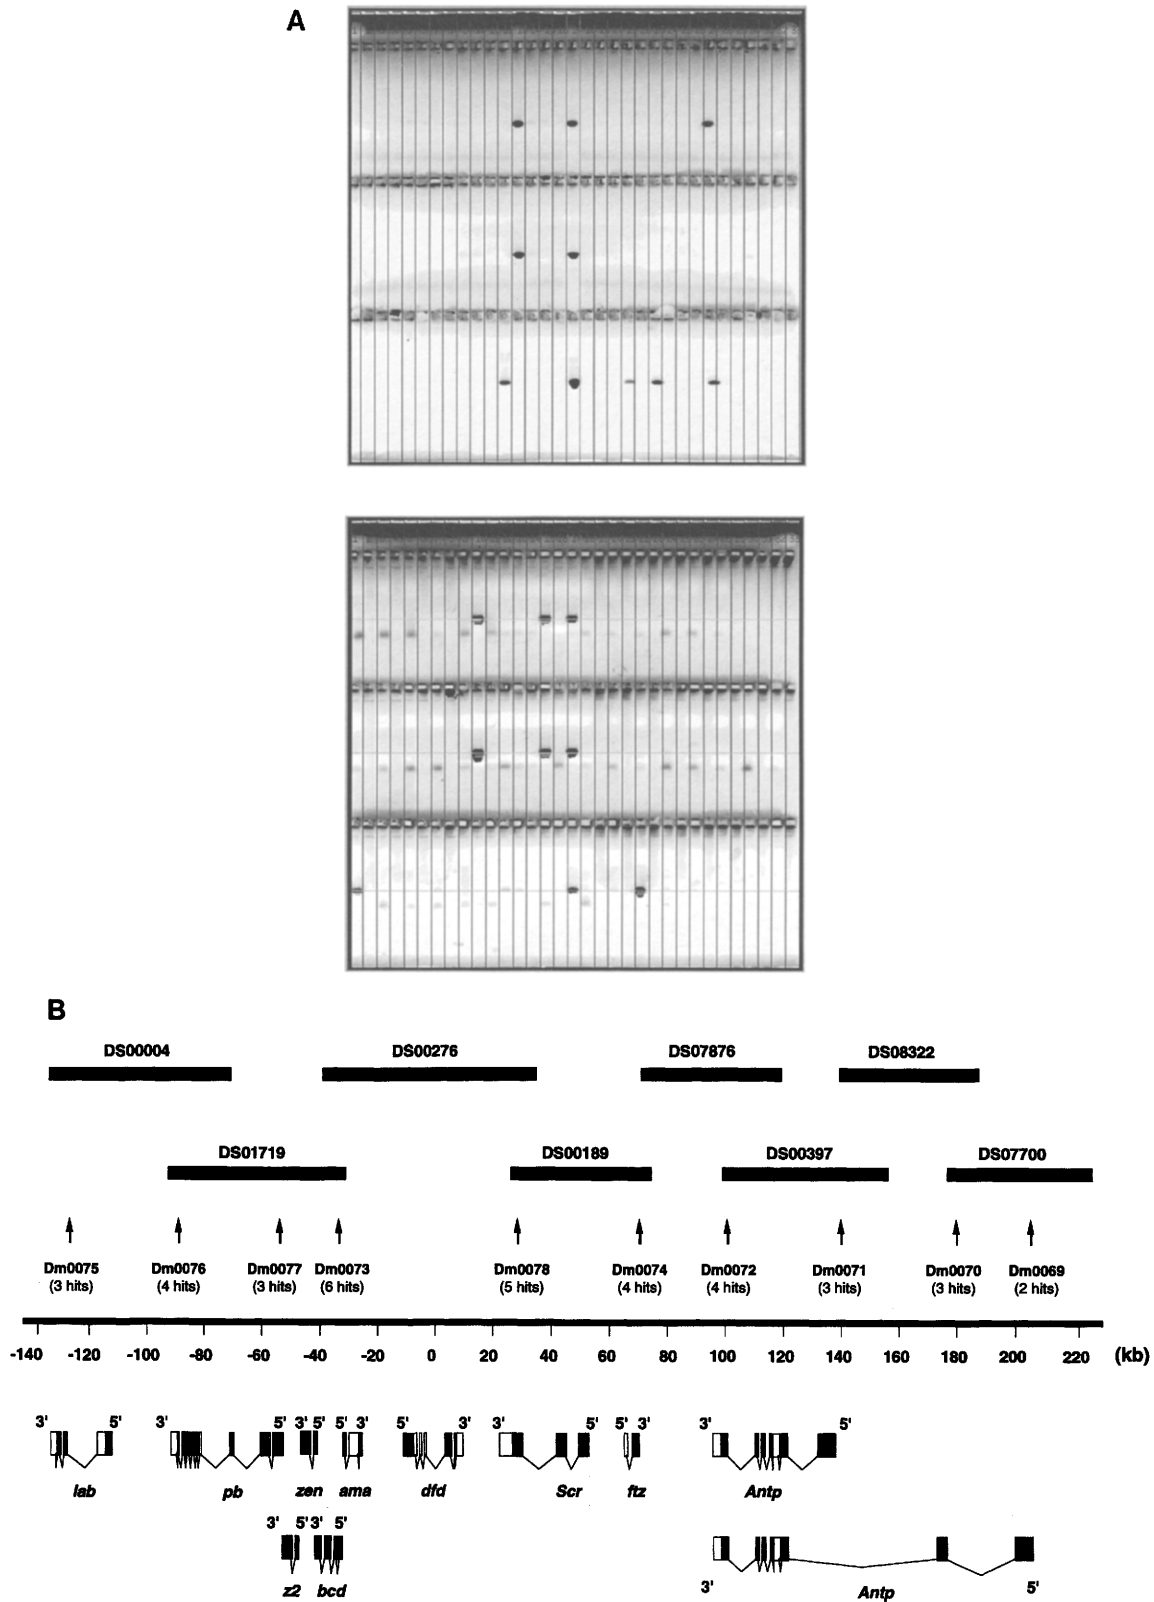 A
B
DS00004 DS00276 DS07876 DS08322
DS01719 DS00189 DS00397 DS07700
Dm0075 Dm0076 Dm0077 Dm0073 Dm0078 Dm0074 Dm0072 Dm0071 Dm0070 Dm0069
(3 hits) (4 hits) (3 hits) (6 hits) (5 hits) (4 hits) (4 hits) (3 hits) (3 hits) (2 hits)
-140 -120 -100 -80 -60 -40 -20 0 20 40 60 80 100 120 140 160 180 200 220 (kb)
3' 5' 3' 5' 3' 5' 5' 3' 5' 3' 3' 5' 5' 3' 3' 5'
lab pb zen ama dfd Scr ftz Antp
3' 5' 3' 5'
z2 bcd
3' Antp 5'